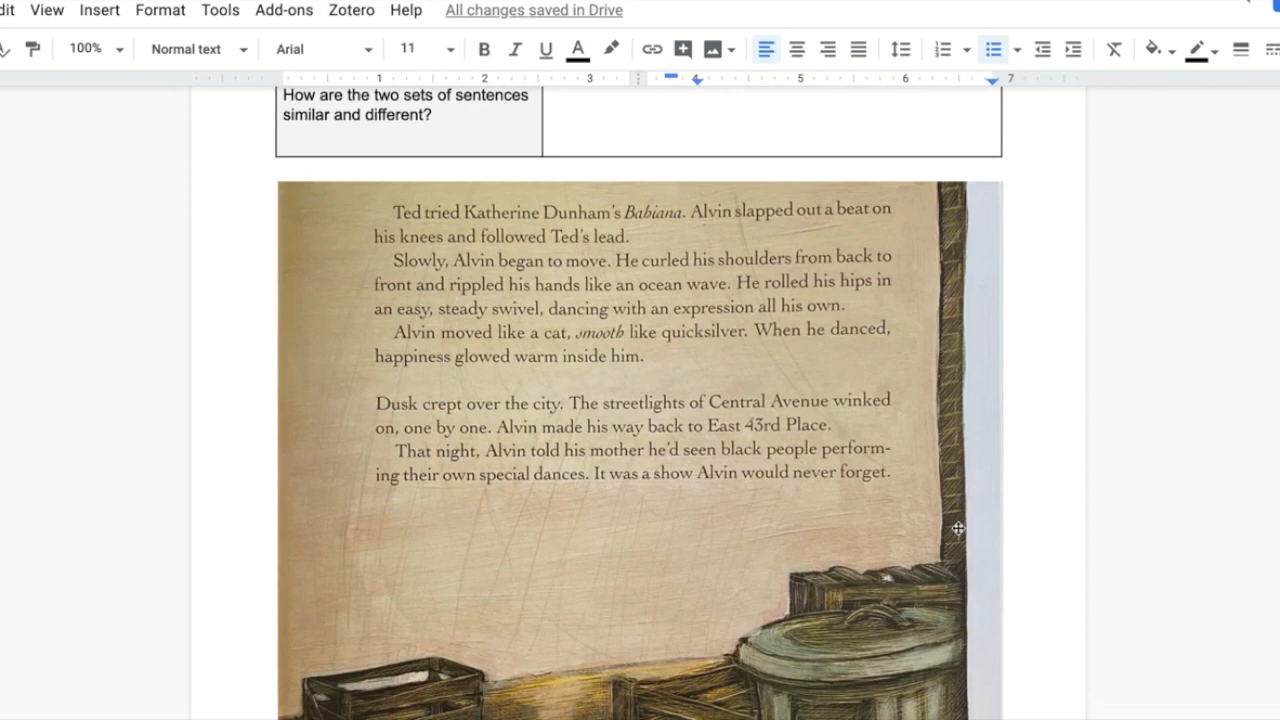 dit View Insert Format Tools Add-ons Zotero Help All changes saved in Drive
100% Normal text Arial 11 B I U A
1 2 3 4 5 6 7
How are the two sets of sentences
similar and different?
Ted tried Katherine Dunham's Babiana. Alvin slapped out a beat on
his knees and followed Ted's lead.
Slowly, Alvin began to move. He curled his shoulders from back to
front and rippled his hands like an ocean wave. He rolled his hips in
an easy, steady swivel, dancing with an expression all his own.
Alvin moved like a cat, smooth like quicksilver. When he danced,
happiness glowed warm inside him.
Dusk crept over the city. The streetlights of Central Avenue winked
on, one by one. Alvin made his way back to East 43rd Place.
That night, Alvin told his mother he'd seen black people perform-
ing their own special dances. It was a show Alvin would never forget.